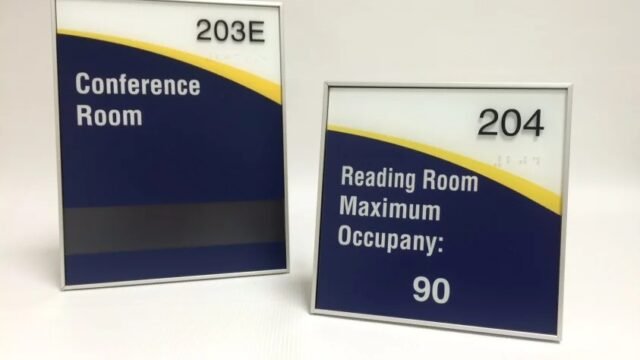 203E
Conference
Room
204
Reading Room
Maximum
Occupany:
90